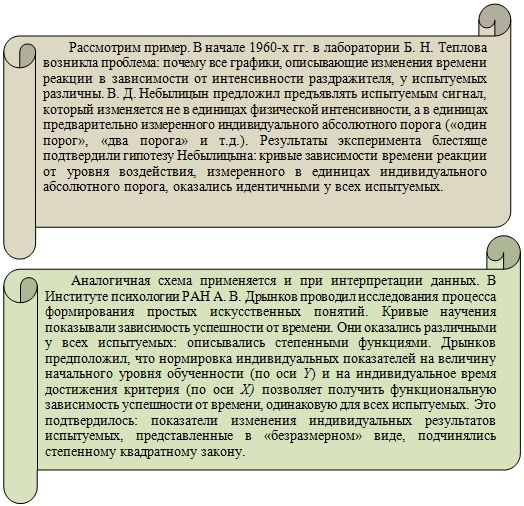 Рассмотрим пример. В начале 1960-х гг. в лаборатории Б. Н. Теплова
возникла проблема: почему все графики, описывающие изменения времени
реакции в зависимости от интенсивности раздражителя, у испытуемых
различны. В. Д. Небылицын предложил предъявлять испытуемым сигнал,
который изменяется не в единицах физической интенсивности, а в единицах
предварительно измеренного индивидуального абсолютного порога («один
порог», «два порога» и т.д.). Результаты эксперимента блестяще
подтвердили гипотезу Небылицына: кривые зависимости времени реакции
от уровня воздействия, измеренного в единицах индивидуального
абсолютного порога, оказались идентичными у всех испытуемых.
Аналогичная схема применяется и при интерпретации данных. В
Институте психологии РАН А. В. Дрынков проводил исследования процесса
формирования простых искусственных понятий. Кривые научения
показывали зависимость успешности от времени. Они оказались различными
у всех испытуемых: описывались степенными функциями. Дрынков
предположил, что нормировка индивидуальных показателей на величину
начального уровня обученности (по оси Y) и на индивидуальное время
достижения критерия (по оси X) позволяет получить функциональную
зависимость успешности от времени, одинаковую для всех испытуемых. Это
подтвердилось: показатели изменения индивидуальных результатов
испытуемых, представленные в «безразмерном» виде, подчинялись
степенному квадратному закону.